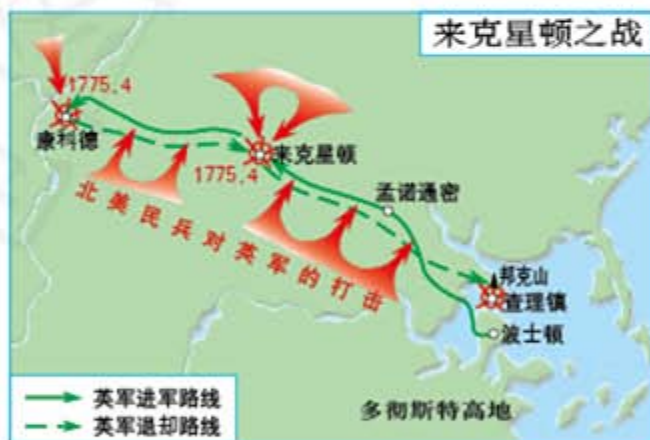 来克星顿之战
1775.4
康科德
来克星顿
1775.4
孟诺通密
北美民兵对英军的打击
邦克山
查理镇
波士顿
多彻斯特高地
英军进军路线
英军退却路线